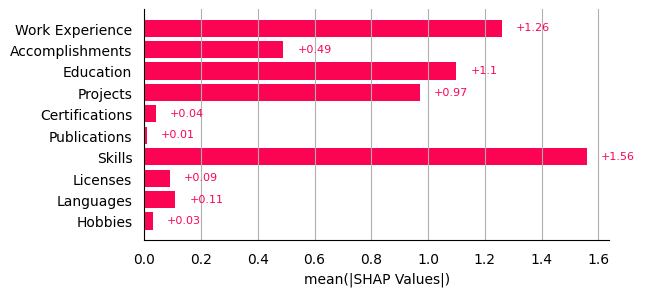 Work Experience +1.26
Accomplishments +0.49
Education +1.1
Projects +0.97
Certifications +0.04
Publications +0.01
Skills +1.56
Licenses +0.09
Languages +0.11
Hobbies +0.03
0.0 0.2 0.4 0.6 0.8 1.0 1.2 1.4 1.6
mean(|SHAP Values|)